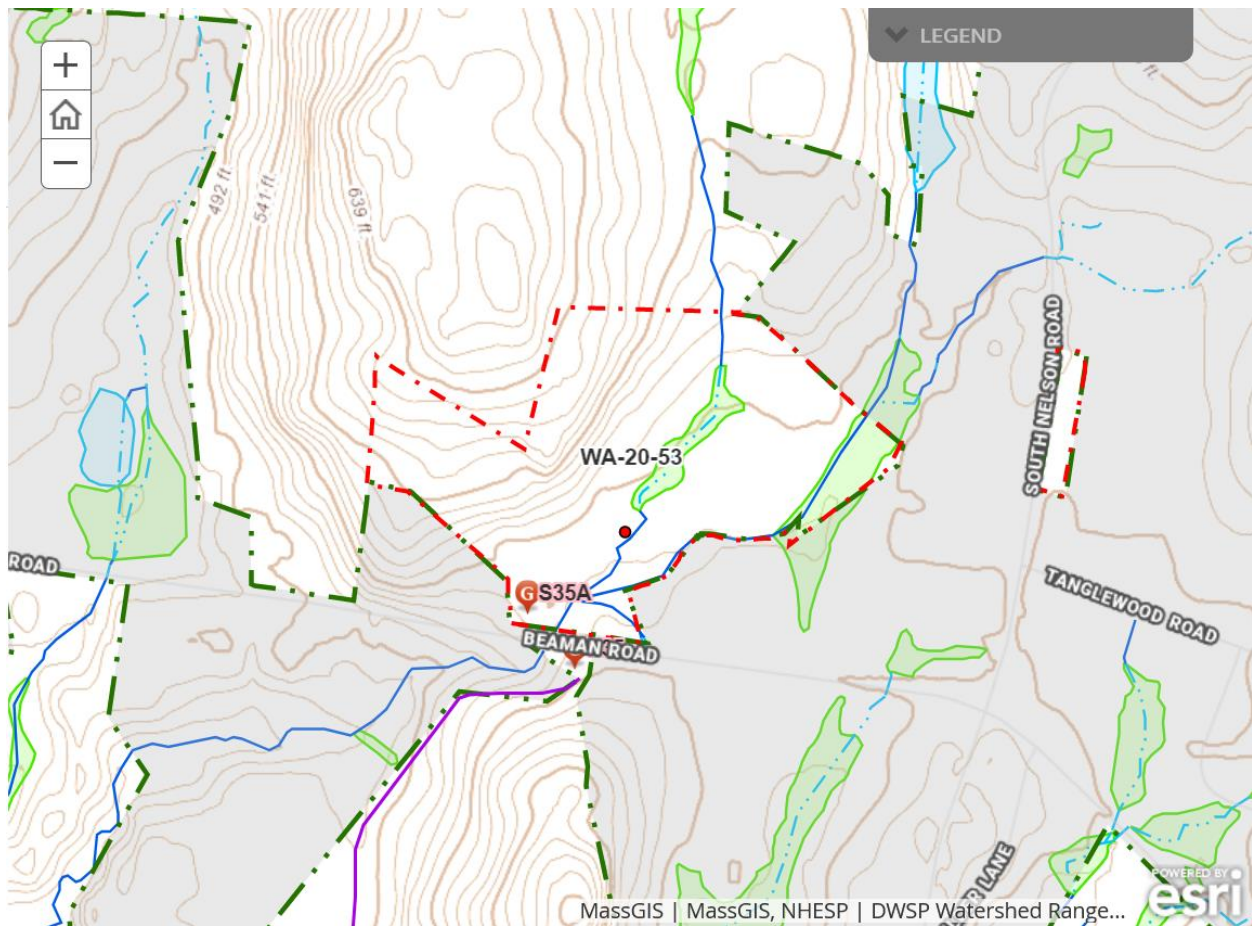 LEGEND
+
−
492 ft.
541 ft.
639 ft.
ft.
WA-20-53
SOUTH NELSON ROAD
ROAD
G S35A
BEAMAN ROAD
TANGLEWOOD ROAD
LANE
POWERED BY
esri
MassGIS | MassGIS, NHESP | DWSP Watershed Range...